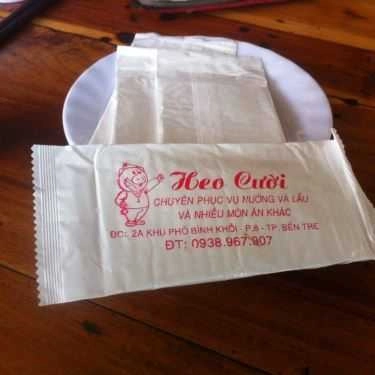 Heo Cười
CHUYÊN PHỤC VỤ NƯỚNG VÀ LẨU
VÀ NHIỀU MÓN ĂN KHÁC
ĐC: 2A KHU PHỐ BÌNH KHỞI - P.6 - TP. BẾN TRE
ĐT: 0938.967.907